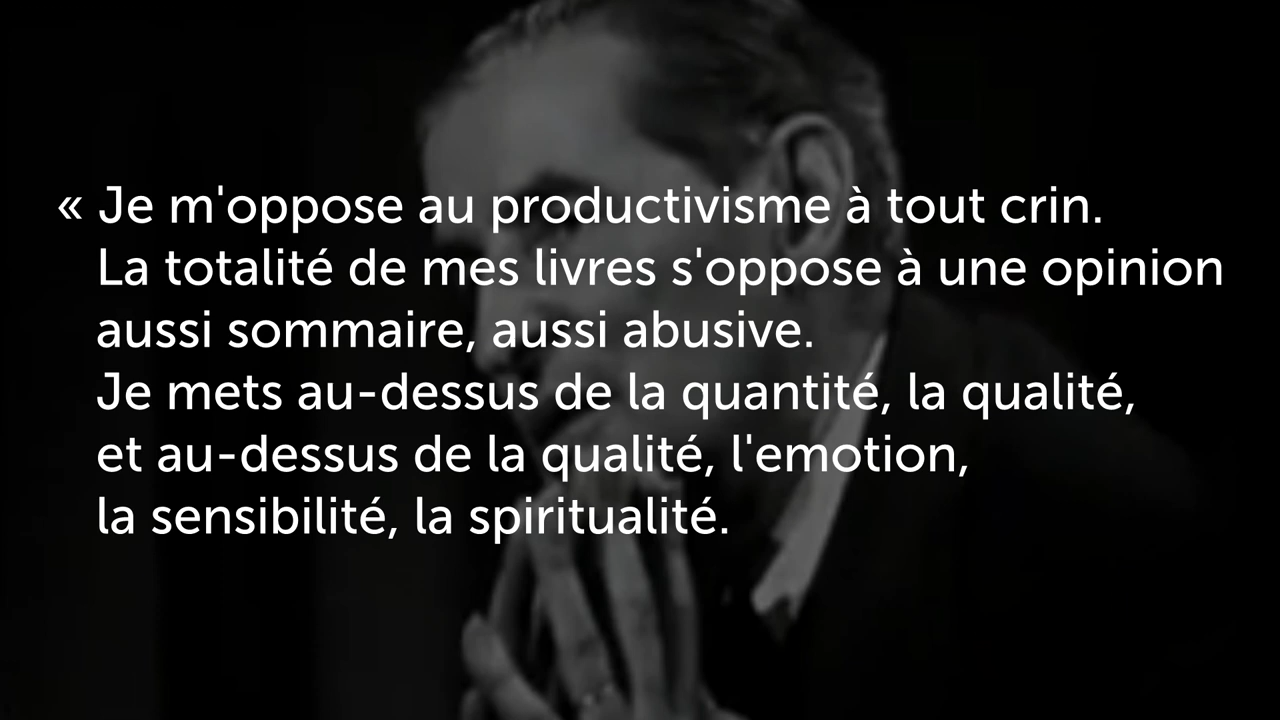 « Je m'oppose au productivisme à tout crin.
La totalité de mes livres s'oppose à une opinion
aussi sommaire, aussi abusive.
Je mets au-dessus de la quantité, la qualité,
et au-dessus de la qualité, l'emotion,
la sensibilité, la spiritualité.